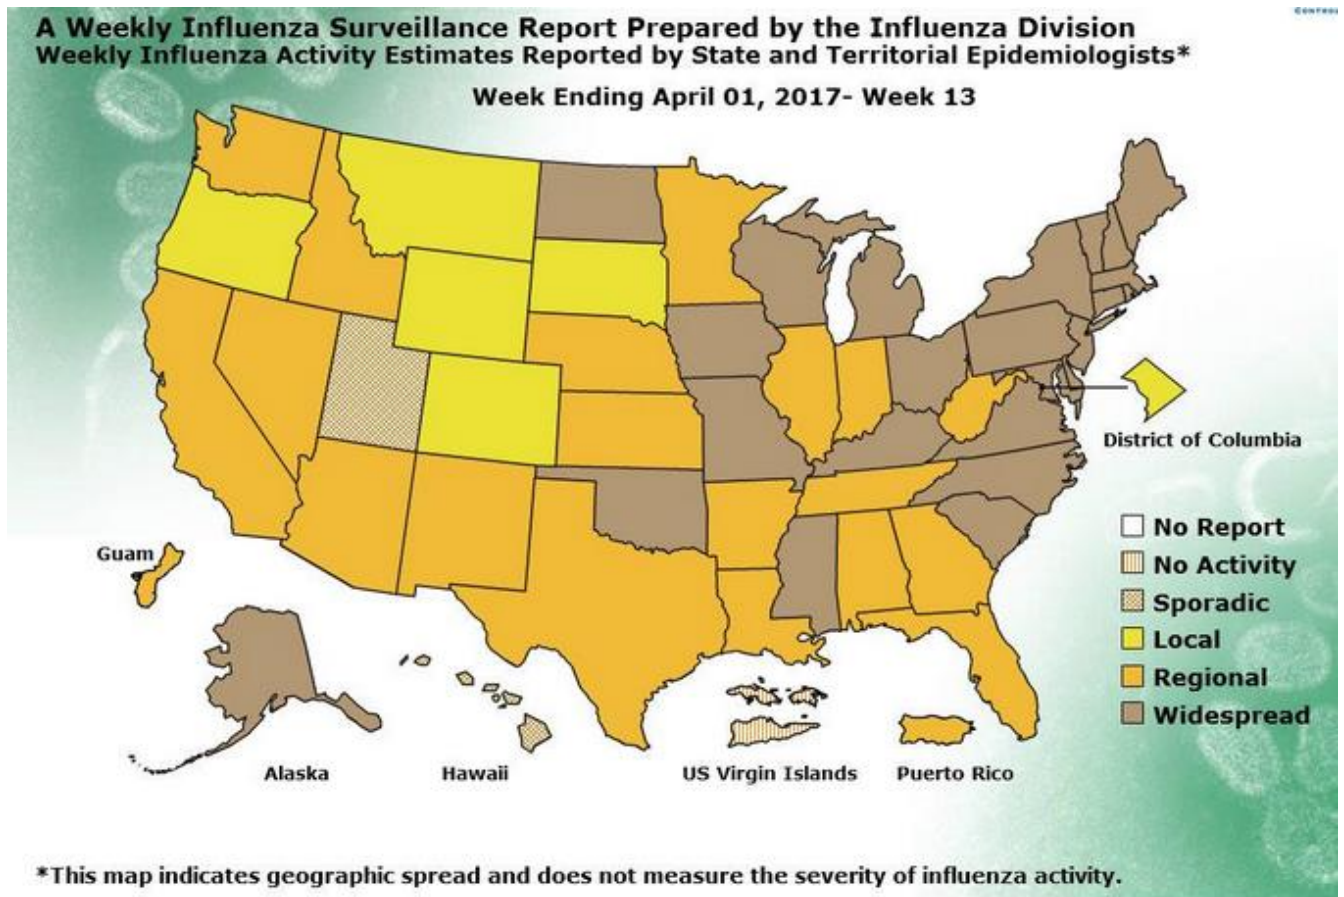 A Weekly Influenza Surveillance Report Prepared by the Influenza Division
Weekly Influenza Activity Estimates Reported by State and Territorial Epidemiologists*
Week Ending April 01, 2017- Week 13
District of Columbia
No Report
No Activity
Sporadic
Local
Regional
Widespread
Guam
Alaska
Hawaii
US Virgin Islands
Puerto Rico
*This map indicates geographic spread and does not measure the severity of influenza activity.